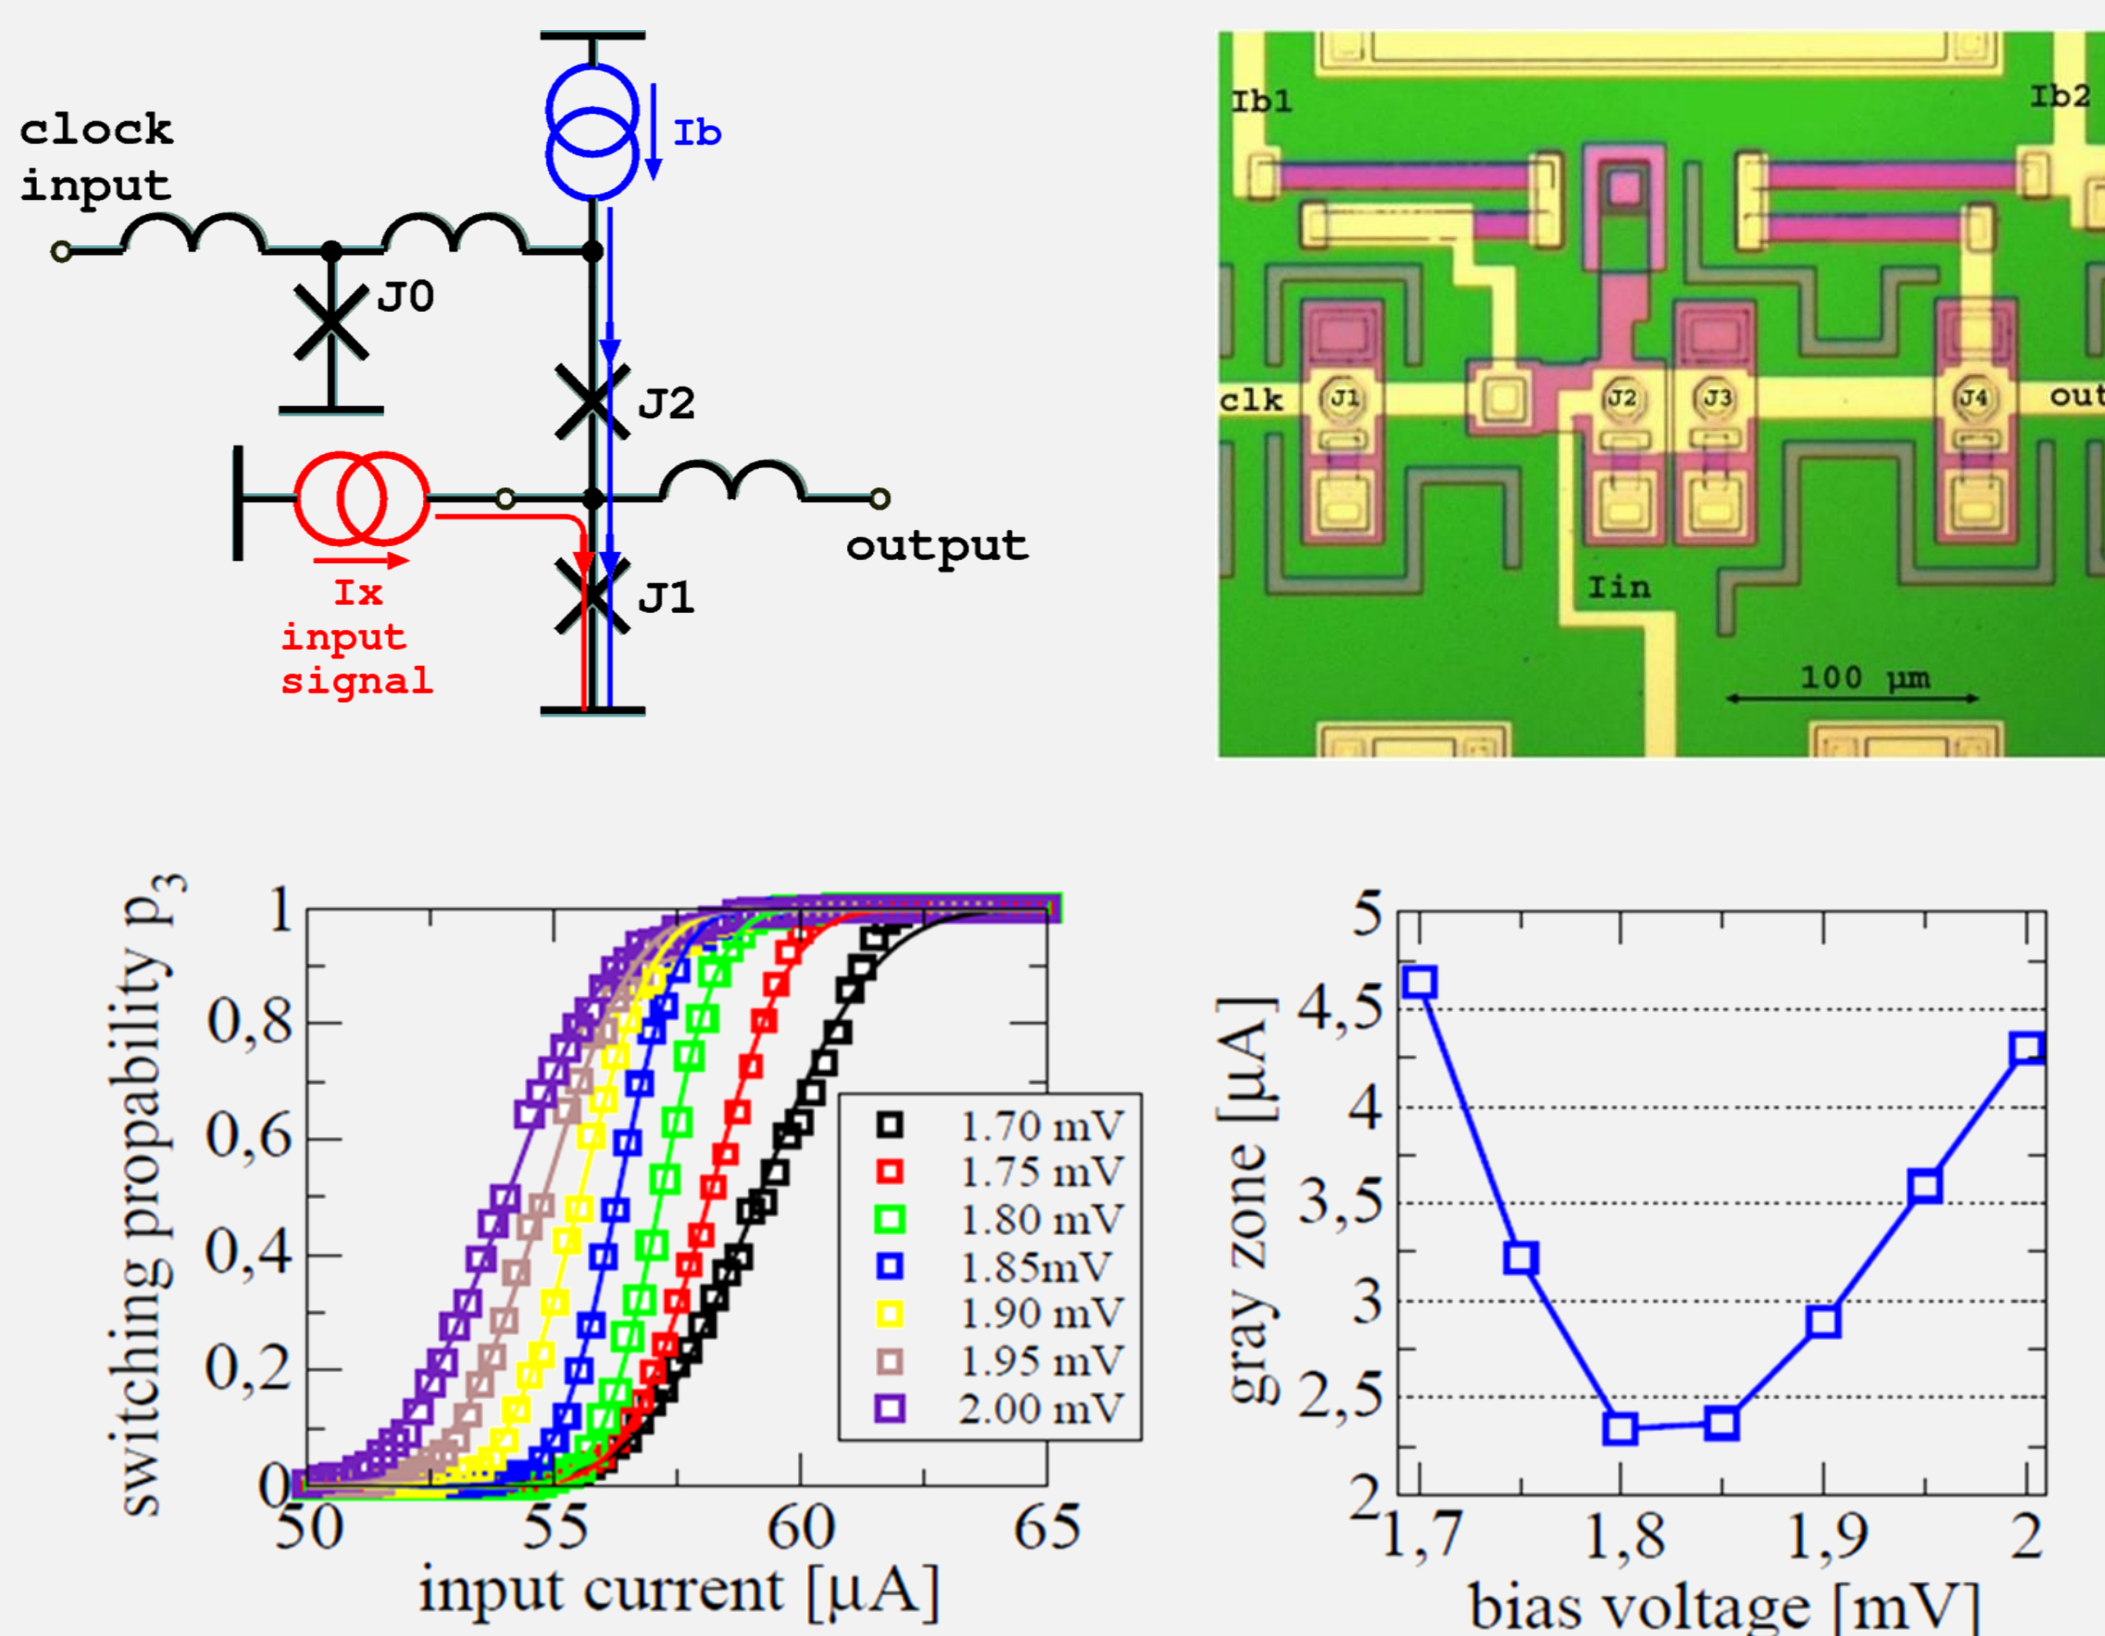 clock
input
Ib
J0
J2
Ix
input
signal
J1
output
Ib1
Ib2
clk
J1
J2
J3
J4
out
Iin
100 µm
switching propability p3
1
0,8
0,6
0,4
0,2
0
50
55
60
65
input current [µA]
1.70 mV
1.75 mV
1.80 mV
1.85mV
1.90 mV
1.95 mV
2.00 mV
gray zone [µA]
5
4,5
4
3,5
3
2,5
2
1,7
1,8
1,9
2
bias voltage [mV]